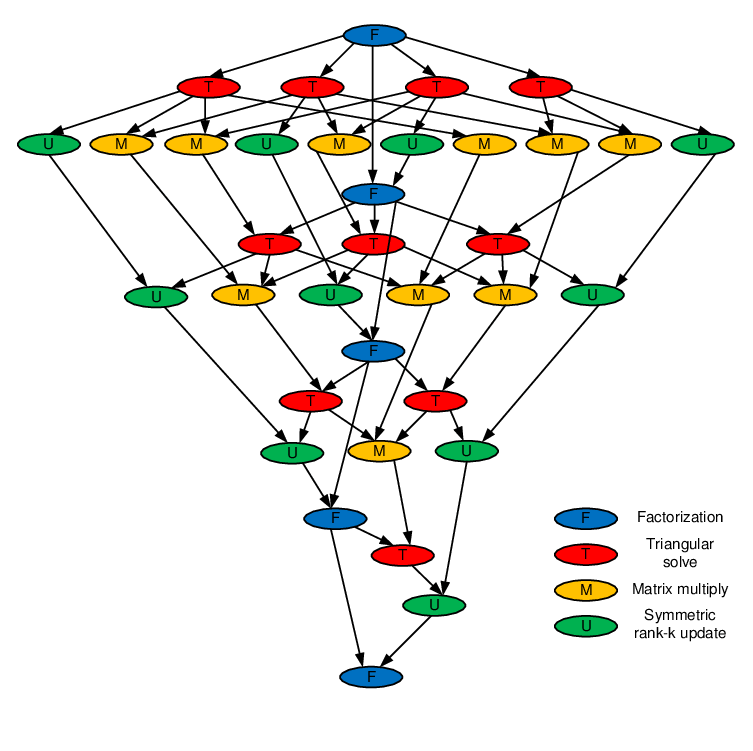 F
T T T T
U M M U M U M M M U
F
T T T
U M U M M U
F
T T
U M U
F
T
U
F
F Factorization
T Triangular
solve
M Matrix multiply
U Symmetric
rank-k update